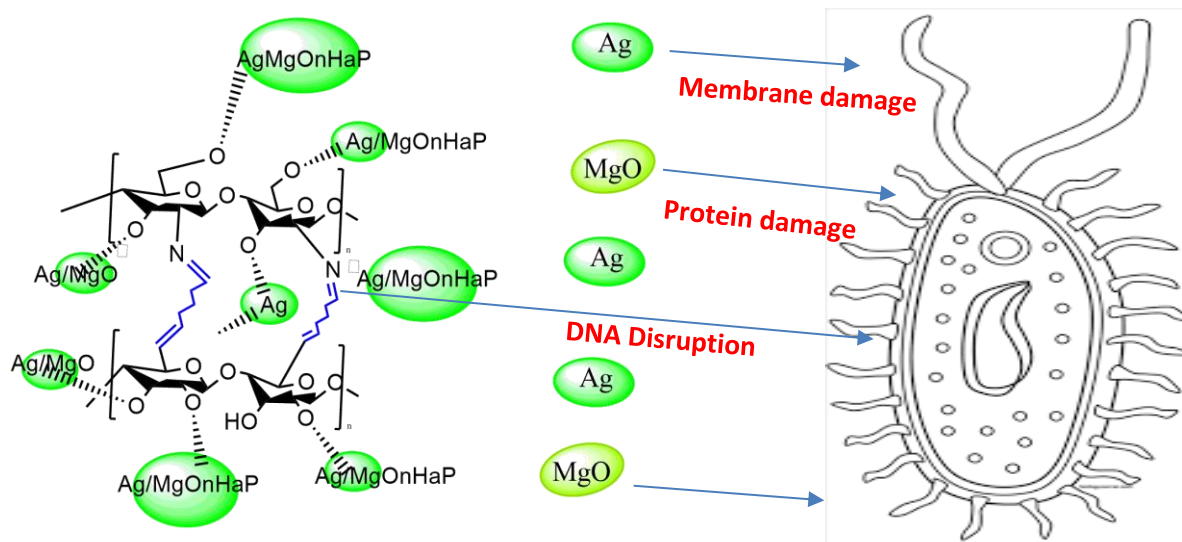 AgMgOnHaP
Ag/MgOnHaP
O
O
O
O
O
O
O
O
n
N
N
Ag/MgO
Ag/MgOnHaP
Ag
Ag/MgO
O
O
O
O
O
O
HO
n
Ag/MgOnHaP
Ag/MgOnHaP
Ag
Membrane damage
MgO
Protein damage
Ag
DNA Disruption
Ag
MgO